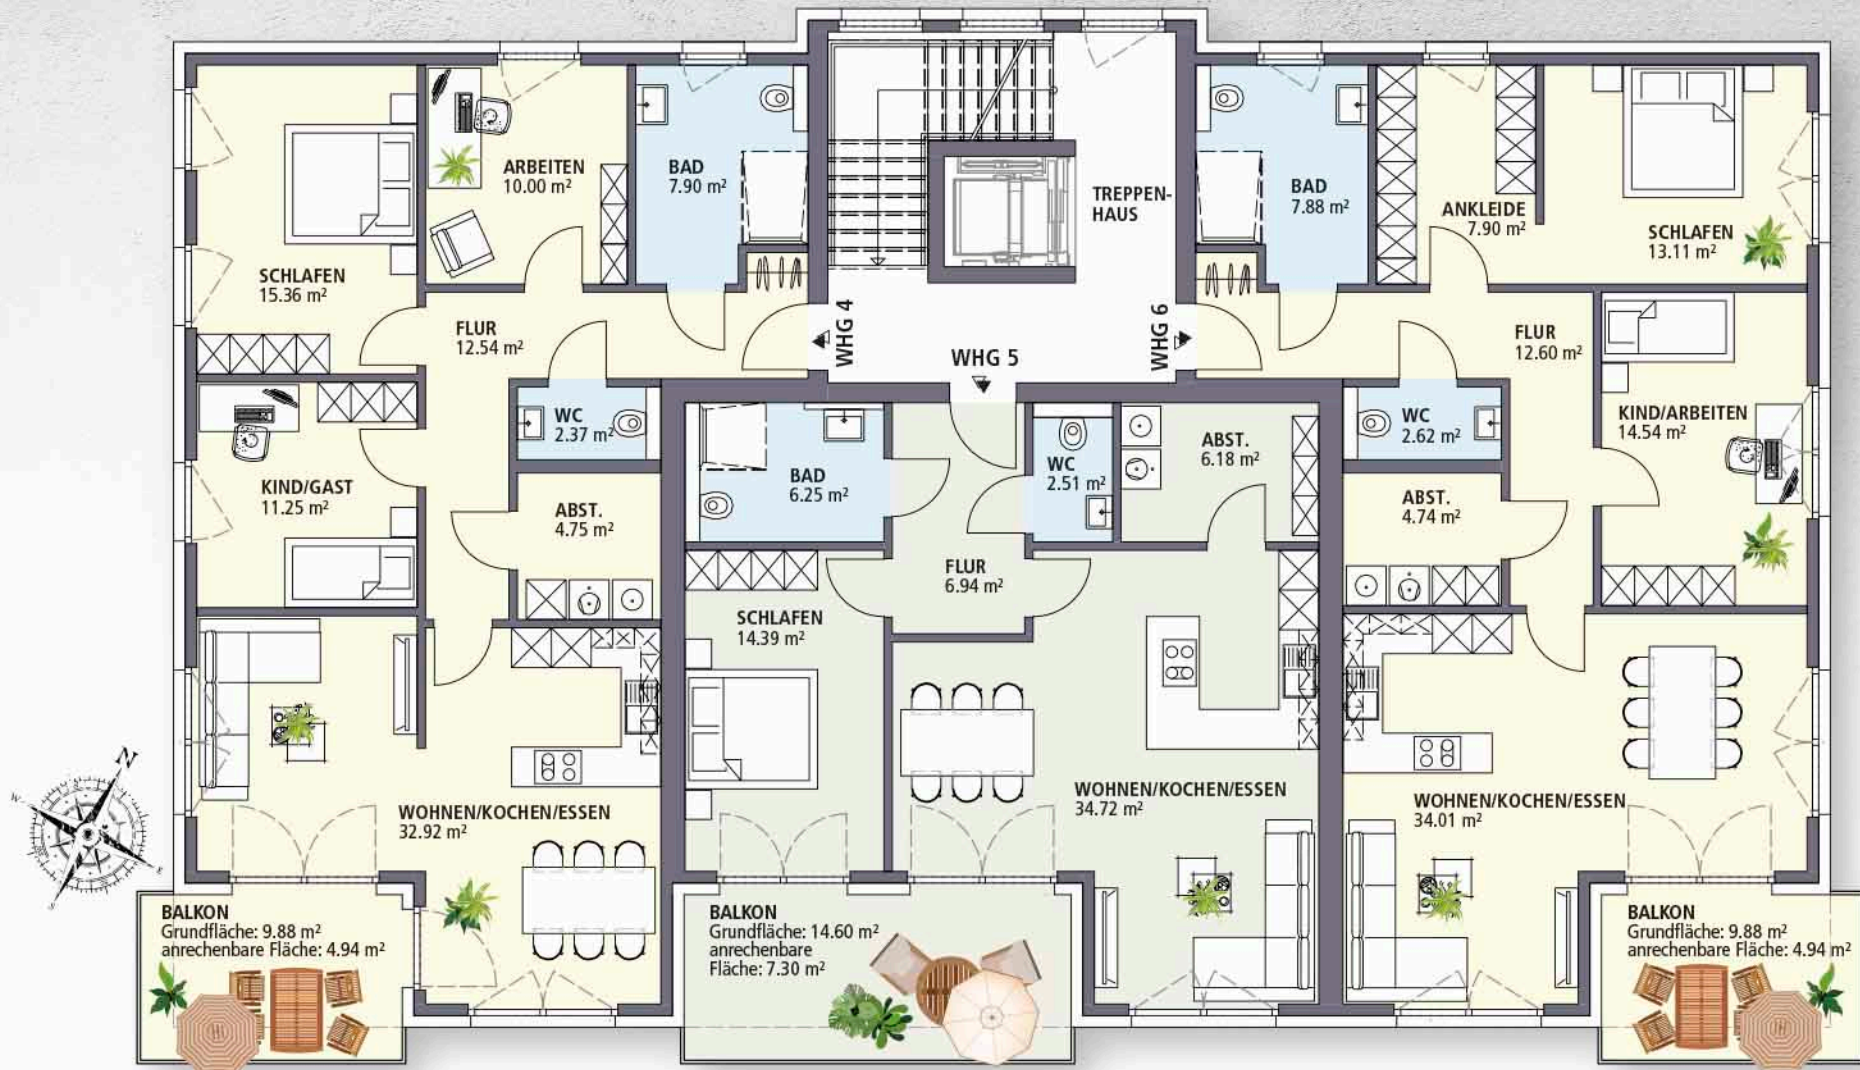 ARBEITEN
10.00 m²
BAD
7.90 m²
SCHLAFEN
15.36 m²
FLUR
12.54 m²
WHG 4
TREPPEN-
HAUS
WHG 5
WHG 6
BAD
7.88 m²
ANKLEIDE
7.90 m²
SCHLAFEN
13.11 m²
FLUR
12.60 m²
KIND/GAST
11.25 m²
WC
2.37 m²
ABST.
4.75 m²
BAD
6.25 m²
WC
2.51 m²
ABST.
6.18 m²
FLUR
6.94 m²
WC
2.62 m²
ABST.
4.74 m²
KIND/ARBEITEN
14.54 m²
SCHLAFEN
14.39 m²
WOHNEN/KOCHEN/ESSEN
32.92 m²
WOHNEN/KOCHEN/ESSEN
34.72 m²
WOHNEN/KOCHEN/ESSEN
34.01 m²
N
W
E
S
BALKON
Grundfläche: 9.88 m²
anrechenbare Fläche: 4.94 m²
BALKON
Grundfläche: 14.60 m²
anrechenbare
Fläche: 7.30 m²
BALKON
Grundfläche: 9.88 m²
anrechenbare Fläche: 4.94 m²